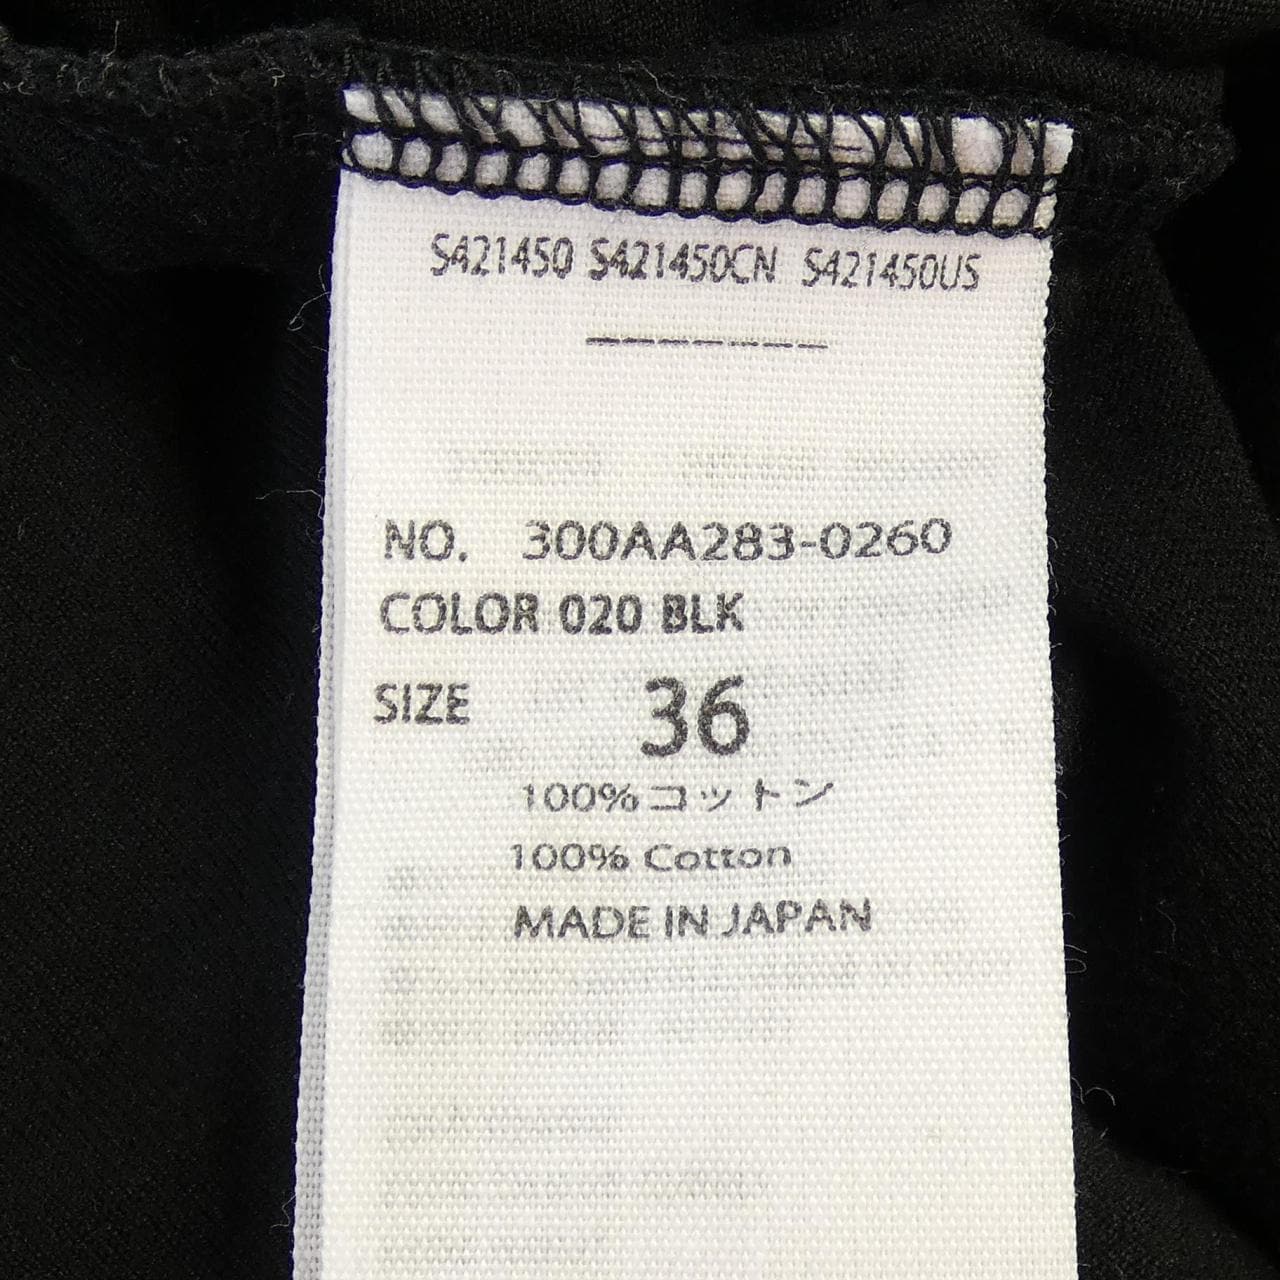 S421450 S421450CN S421450US
-------
NO. 300AA283-0260
COLOR 020 BLK
SIZE 36
100%コットン
100% Cotton
MADE IN JAPAN